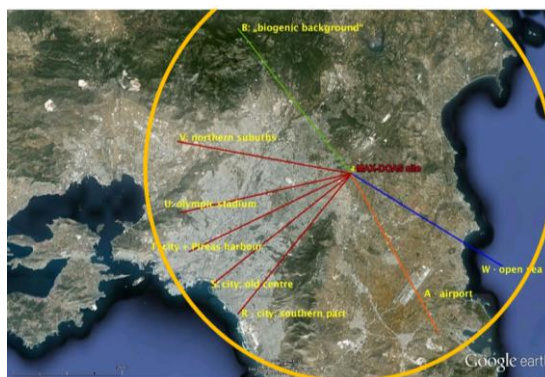 B: „biogenic background"
V: northern suburbs
MAX-DOAS site
U: olympic stadium
T: city + Pireas harbour
W - open sea
S: city: old centre
A - airport
R - city: southern part
Google earth